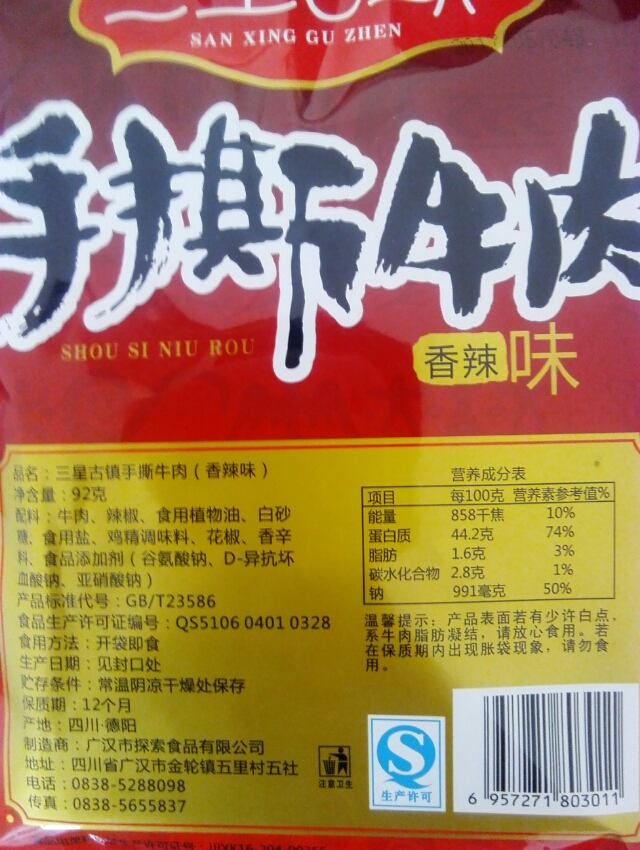 SAN XING GU ZHEN
手撕牛肉
SHOU SI NIU ROU
香辣味
品名：三星古镇手撕牛肉（香辣味）
净含量：92克
配料：牛肉、辣椒、食用植物油、白砂
糖、食用盐、鸡精调味料、花椒、香辛
料、食品添加剂（谷氨酸钠、D-异抗坏
血酸钠、亚硝酸钠）
产品标准代号：GB/T23586
食品生产许可证编号：QS5106 0401 0328
食用方法：开袋即食
生产日期：见封口处
贮存条件：常温阴凉干燥处保存
保质期：12个月
产地：四川·德阳
制造商：广汉市探索食品有限公司
地址：四川省广汉市金轮镇五里村五社
电话：0838-5288098
传真：0838-5655837
营养成分表
项目 每100克 营养素参考值%
能量 858千焦 10%
蛋白质 44.2克 74%
脂肪 1.6克 3%
碳水化合物 2.8克 1%
钠 991毫克 50%
温馨提示：产品表面若有少许白点，
系牛肉脂肪凝结，请放心食用。若
在保质期内出现胀袋现象，请勿食
用。
注意卫生
生产许可
6 957271 803011